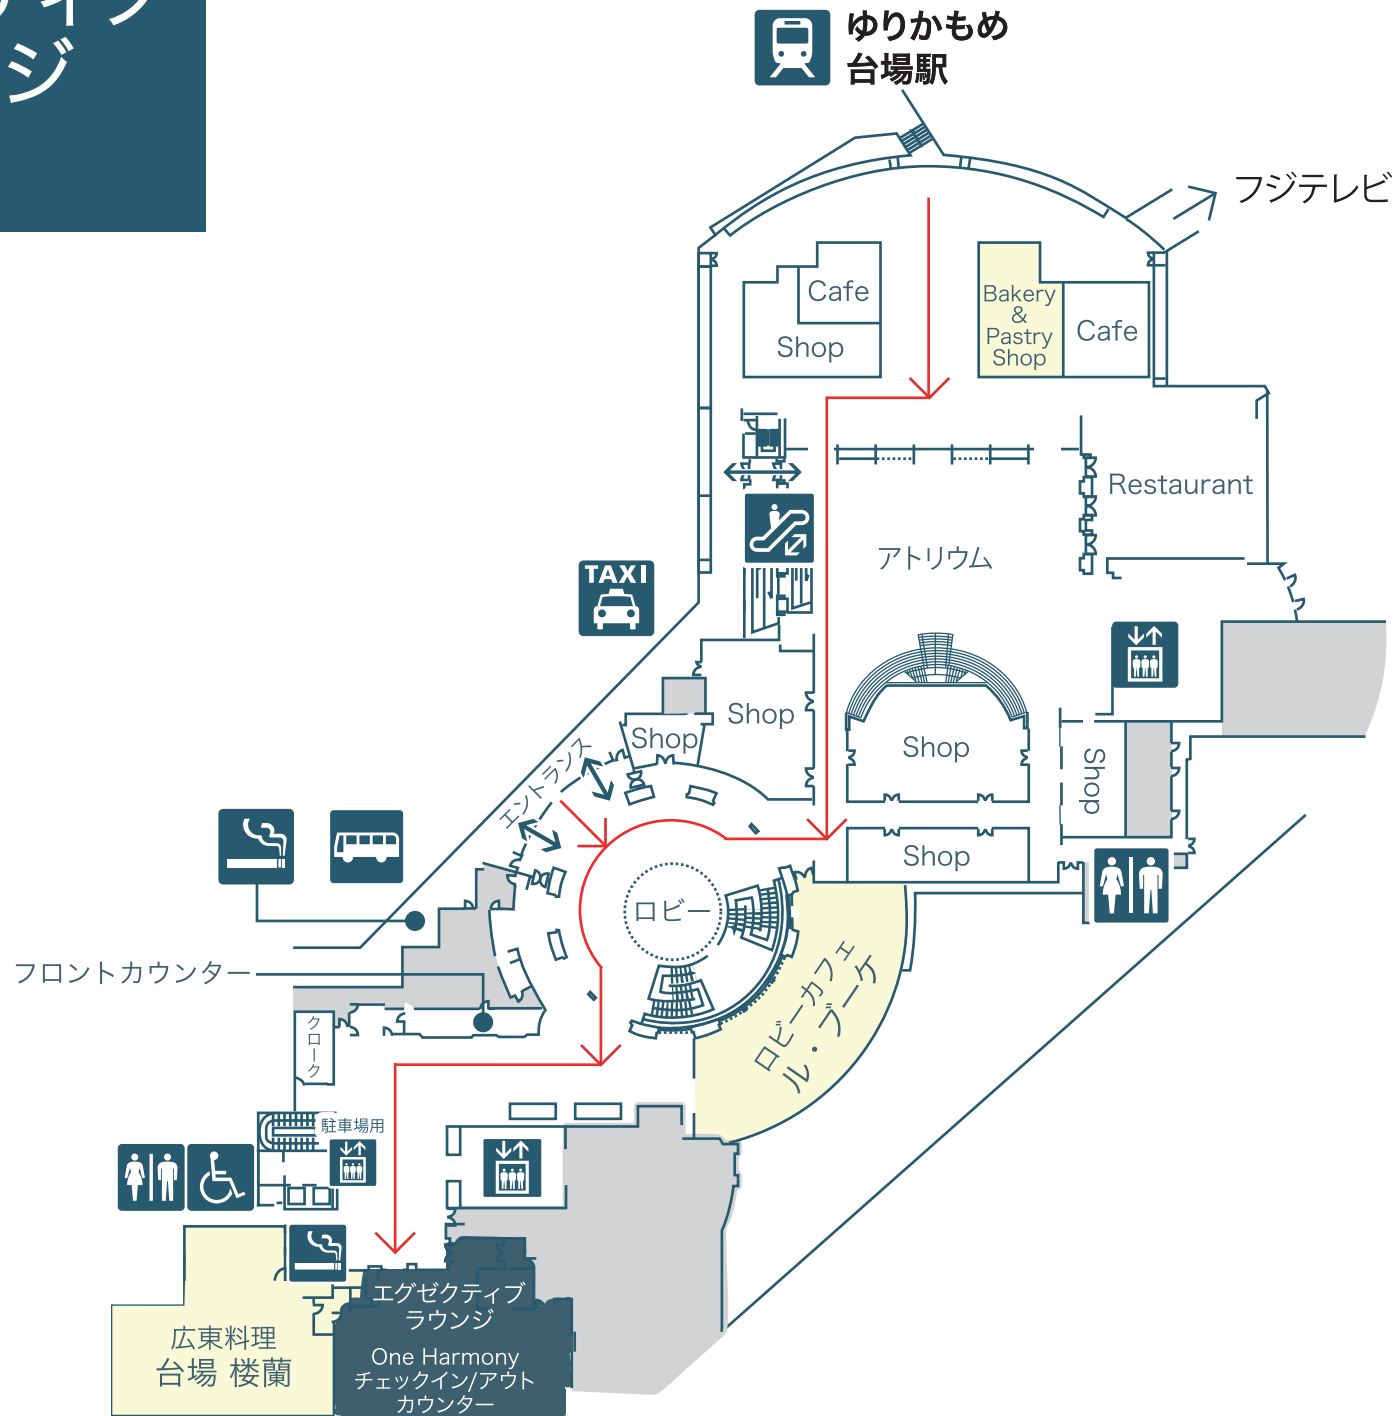 ジ
ゆりかもめ
台場駅
フジテレビ
Cafe
Shop
Bakery
&
Pastry
Shop
Cafe
Restaurant
アトリウム
TAXI
Shop
Shop
エントランス
Shop
Shop
Shop
ロビー
フロントカウンター
クローク
ロビーカフェ
ル・ブーケ
駐車場用
エグゼクティブ
ラウンジ
One Harmony
チェックイン/アウト
カウンター
広東料理
台場 楼蘭